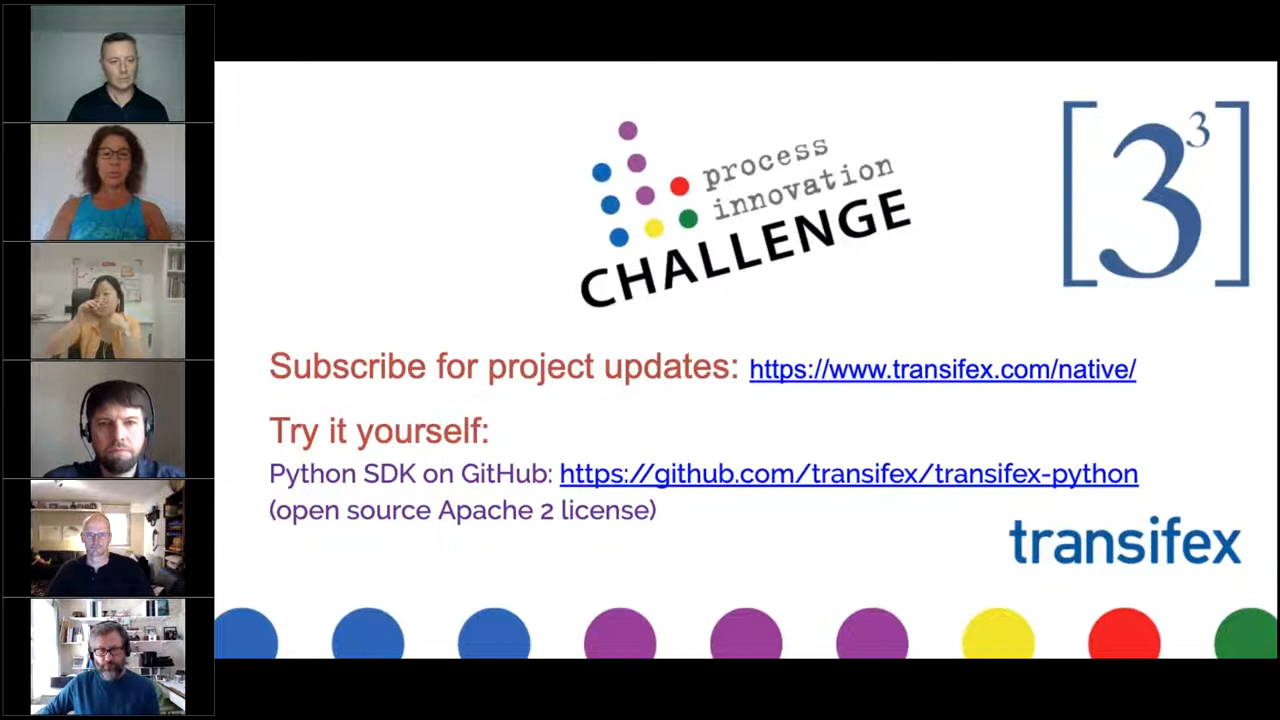 process
innovation
CHALLENGE
[3³]
Subscribe for project updates: https://www.transifex.com/native/
Try it yourself:
Python SDK on GitHub: https://github.com/transifex/transifex-python
(open source Apache 2 license)
transifex